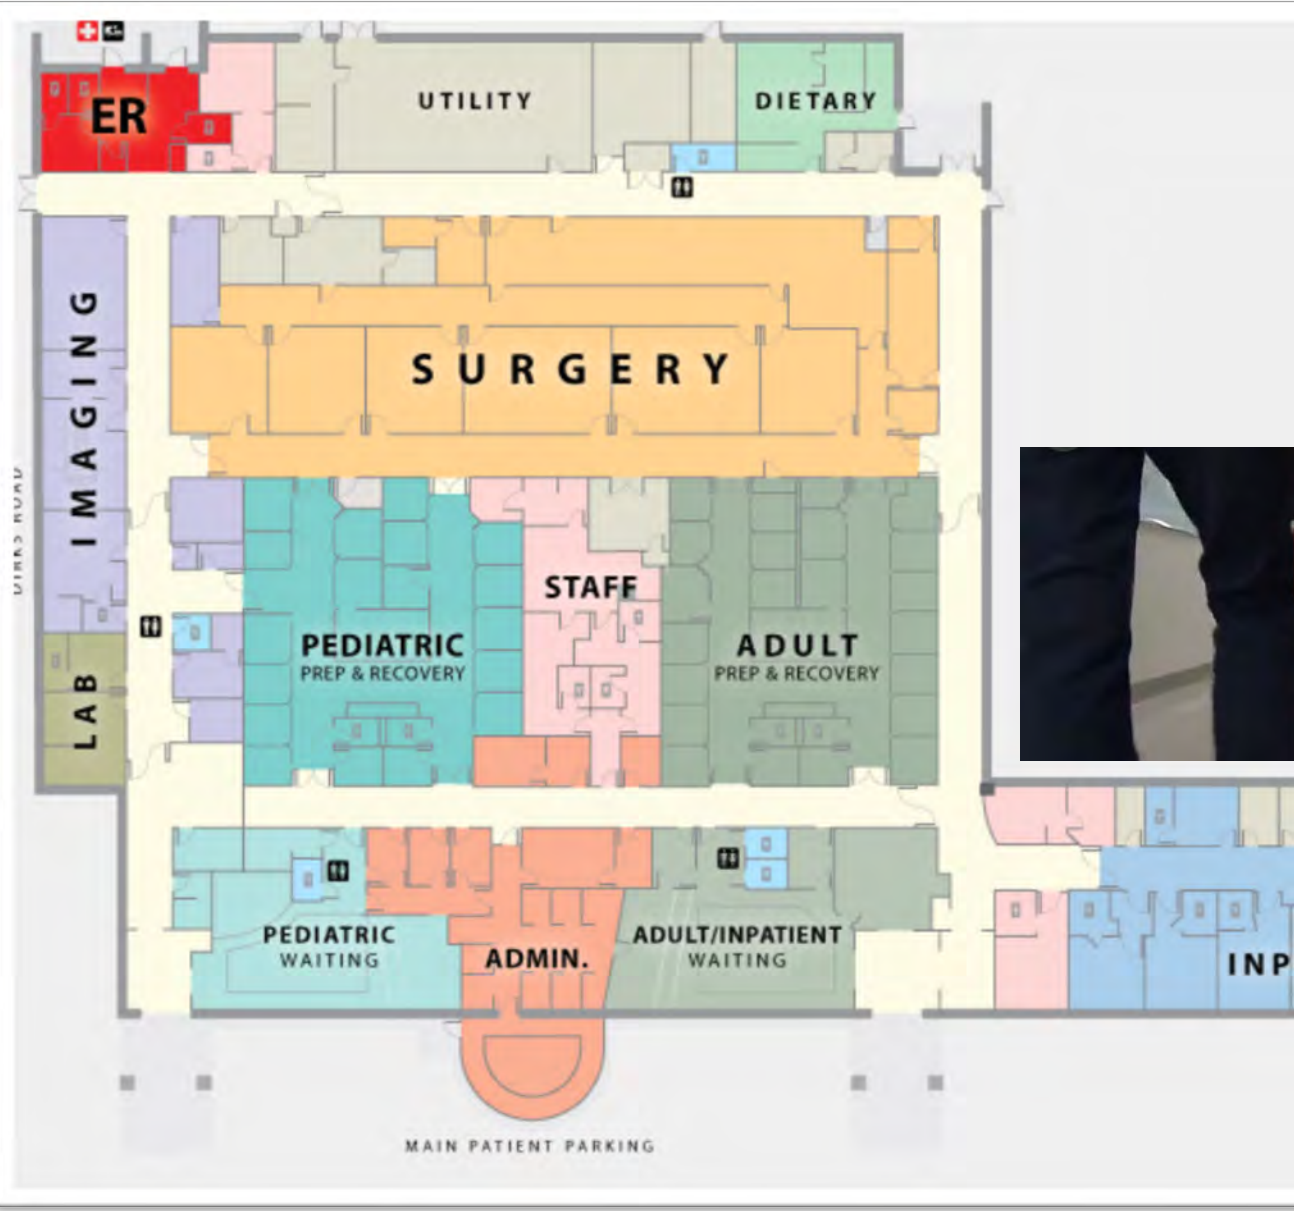 ER
UTILITY
DIETARY
IMAGING
SURGERY
STAFF
PEDIATRIC
PREP & RECOVERY
ADULT
PREP & RECOVERY
LAB
PEDIATRIC
WAITING
ADMIN.
ADULT/INPATIENT
WAITING
INP
MAIN PATIENT PARKING